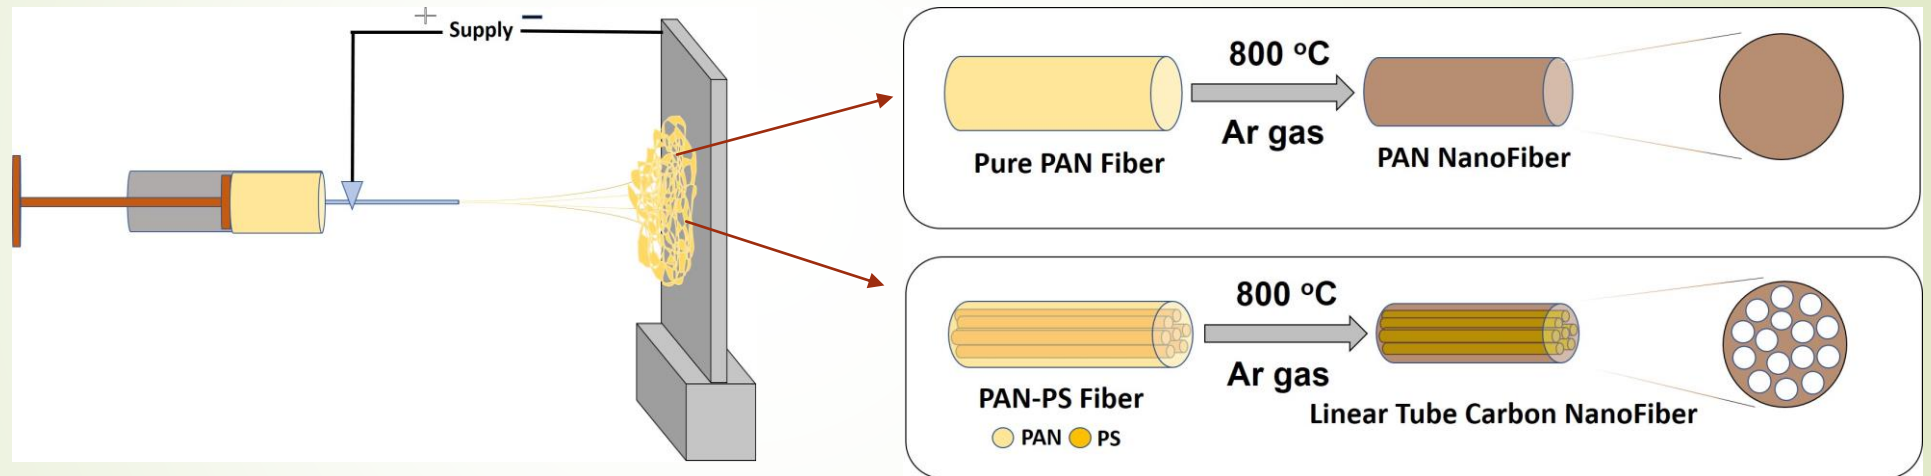 + Supply −
800 °C
Ar gas
Pure PAN Fiber
PAN NanoFiber
800 °C
Ar gas
PAN-PS Fiber
Linear Tube Carbon NanoFiber
PAN PS